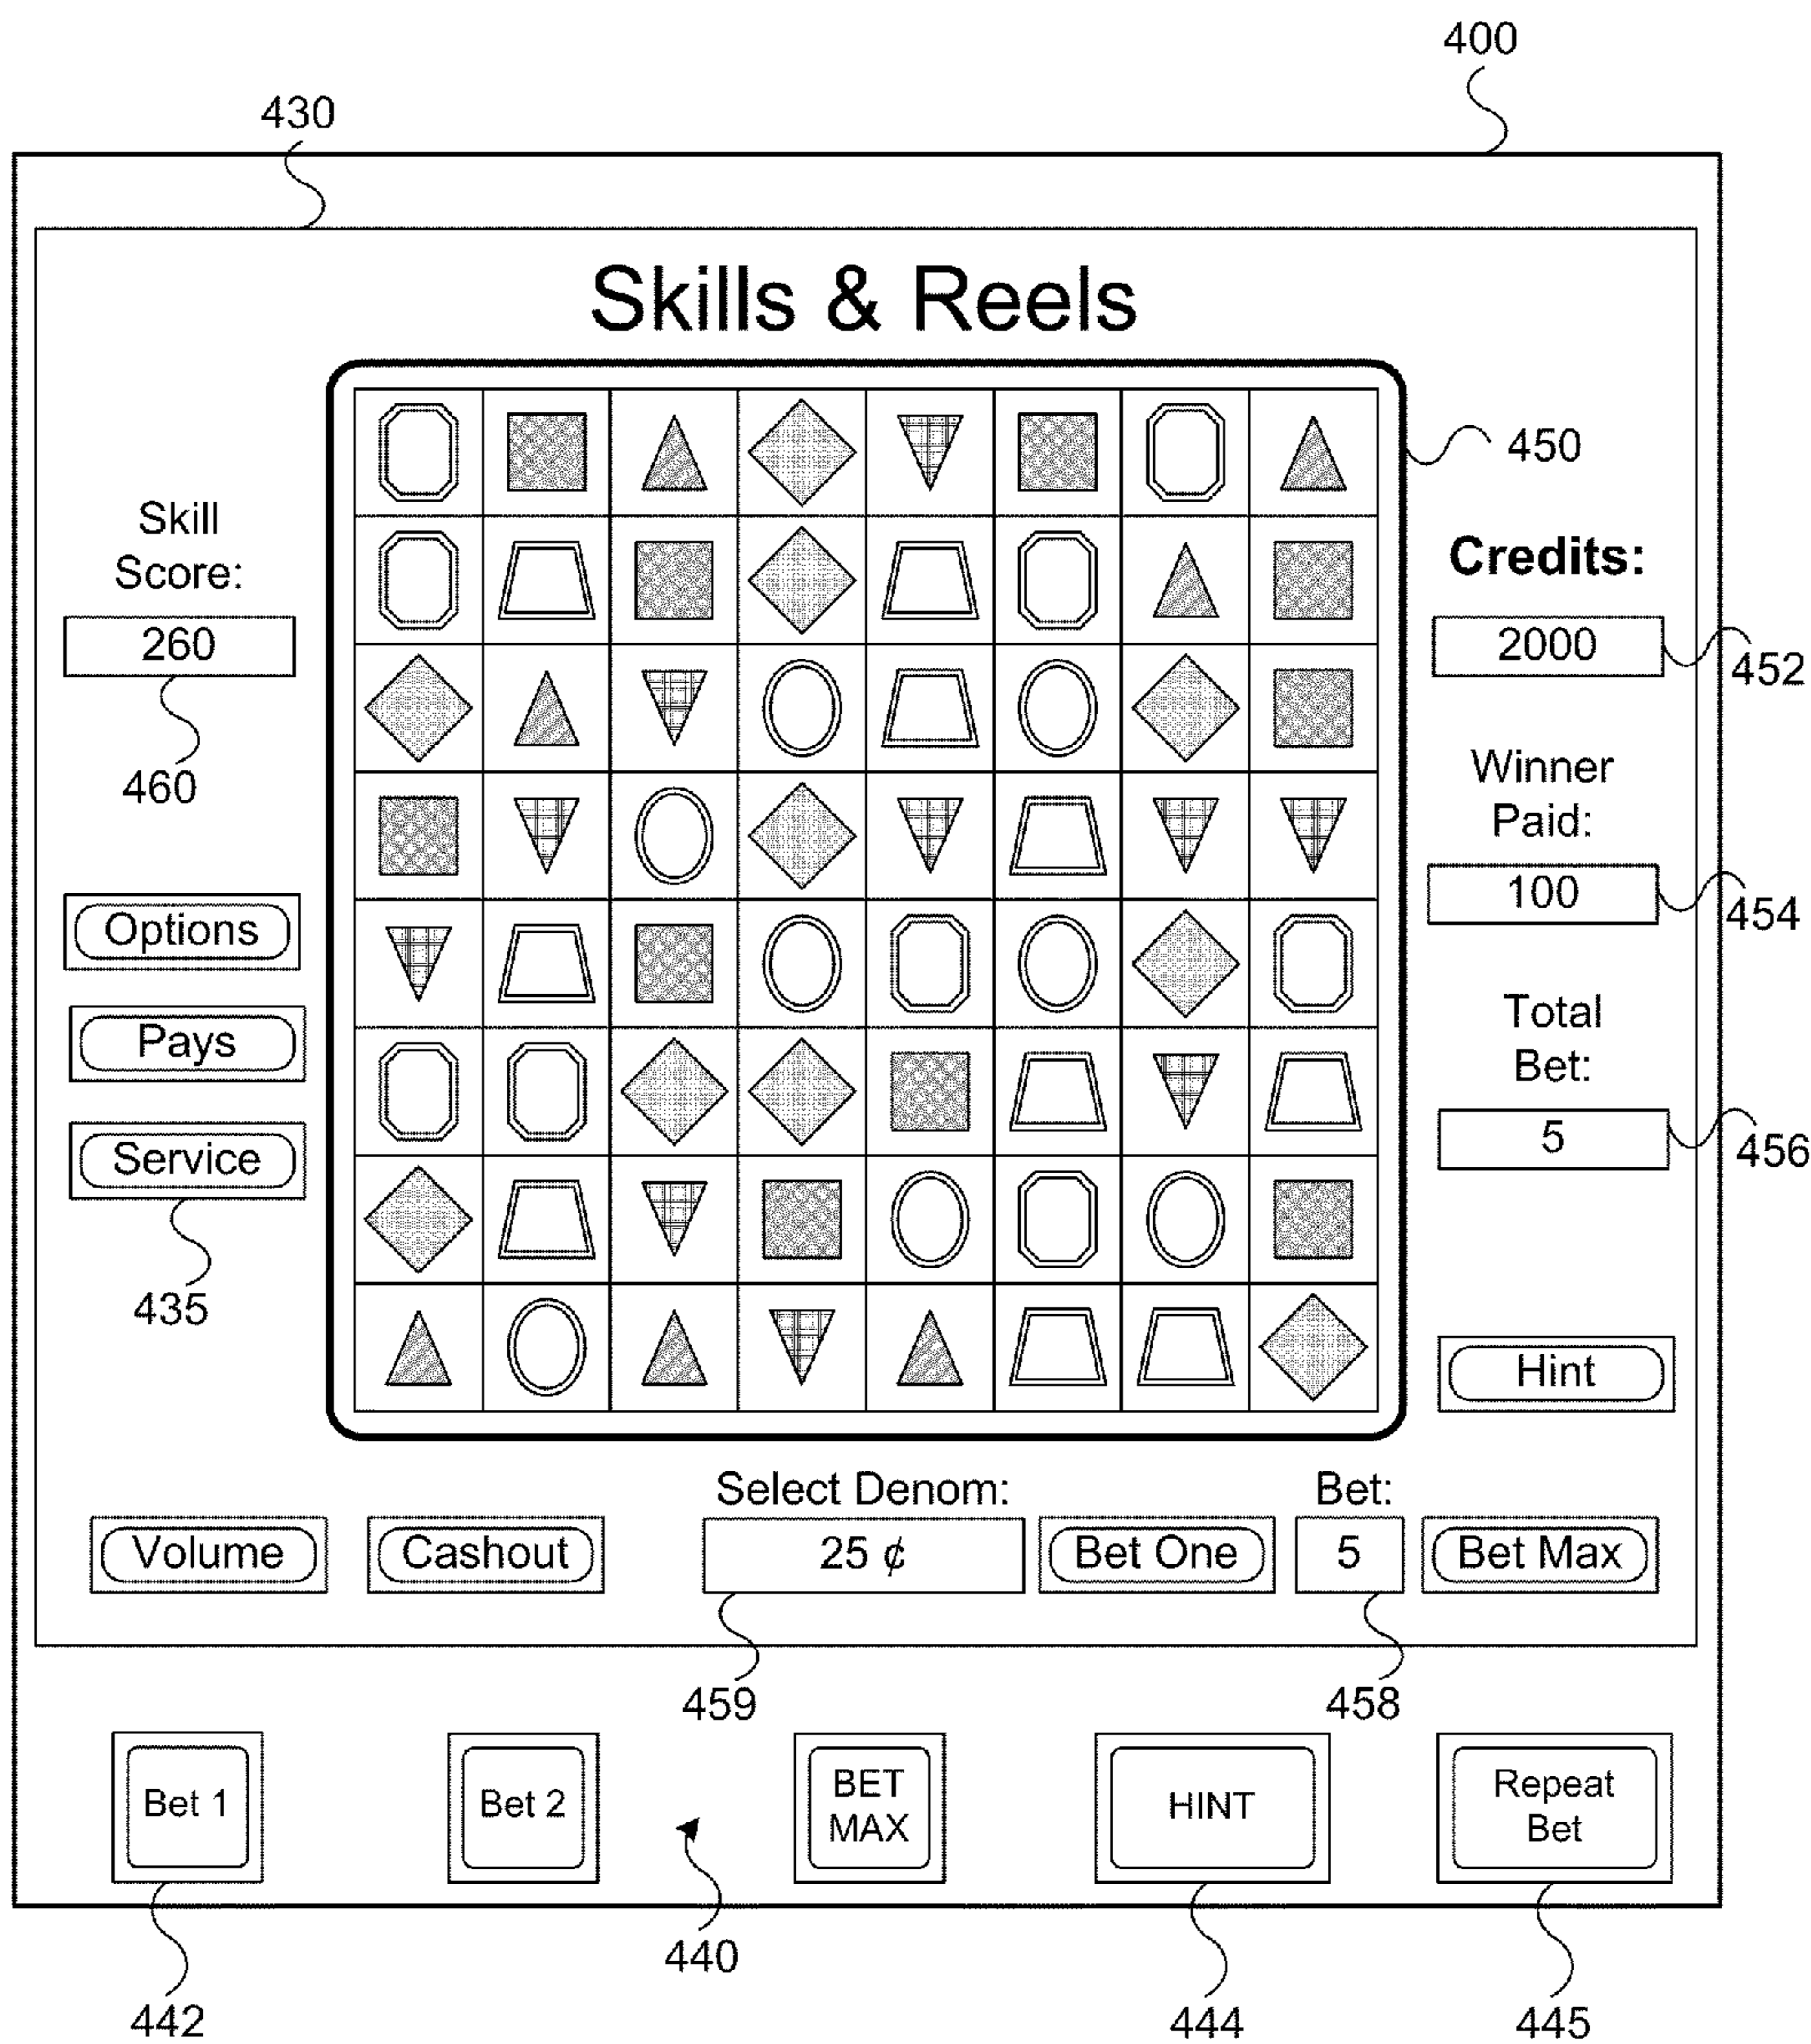 400
430
Skills & Reels
450
Skill
Score:
260
460
Credits:
2000
452
Winner
Paid:
100
454
Options
Pays
Service
435
Total
Bet:
5
456
Hint
Select Denom:
Bet:
Volume
Cashout
25 ¢
Bet One
5
Bet Max
459
458
Bet 1
Bet 2
BET
MAX
HINT
Repeat
Bet
440
442
444
445